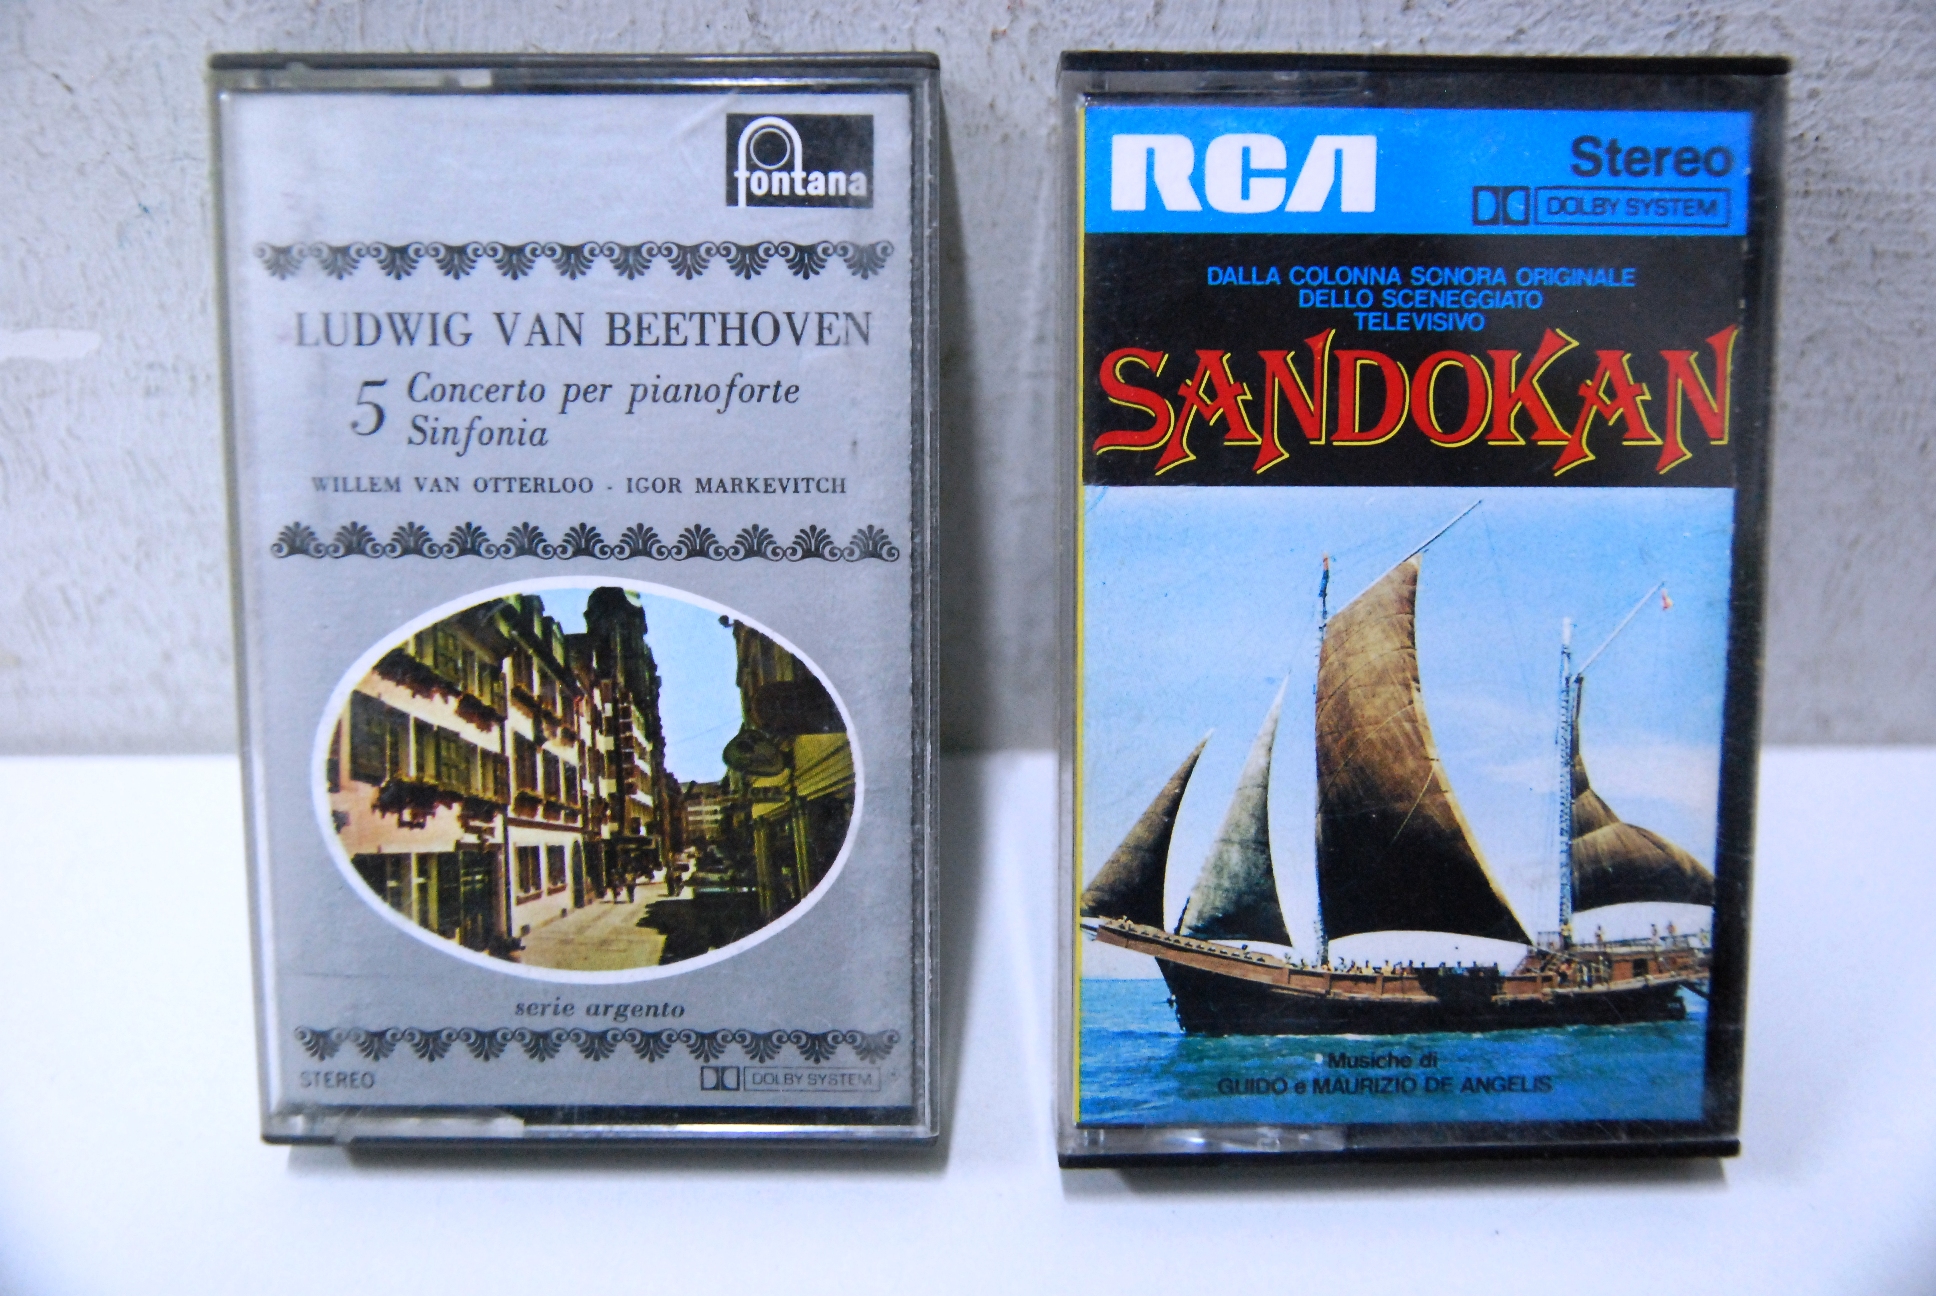 fontana
LUDWIG VAN BEETHOVEN
5 Concerto per pianoforte
Sinfonia
WILLEM VAN OTTERLOO - IGOR MARKEVITCH
serie argento
STEREO
DOLBY SYSTEM
RCA
Stereo
DOLBY SYSTEM
DALLA COLONNA SONORA ORIGINALE
DELLO SCENEGGIATO
TELEVISIVO
SANDOKAN
Musiche di
GUIDO e MAURIZIO DE ANGELIS